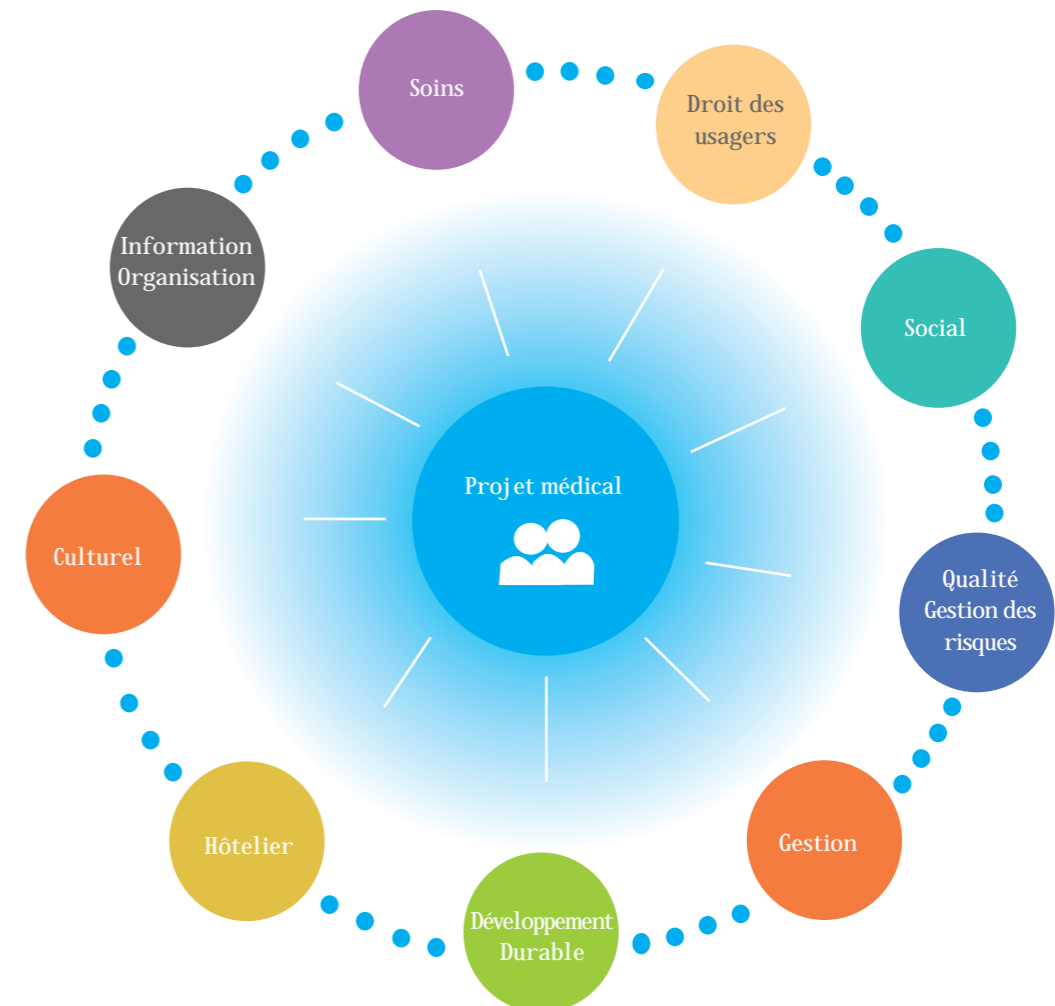 Soins
Droit des
usagers
Information
Organisation
Social
Projet médical
Culturel
Qualité
Gestion des
risques
Hôtelier
Gestion
Développement
Durable